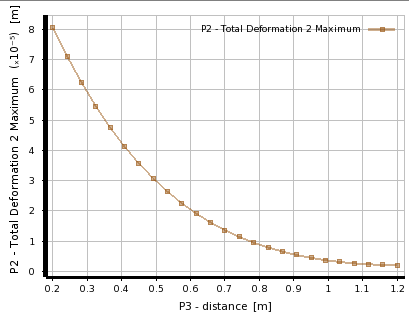 P2 - Total Deformation 2 Maximum (.10⁻⁵) [m]
P2 - Total Deformation 2 Maximum
8
7
6
5
4
3
2
1
0
0.2 0.3 0.4 0.5 0.6 0.7 0.8 0.9 1 1.1 1.2
P3 - distance [m]